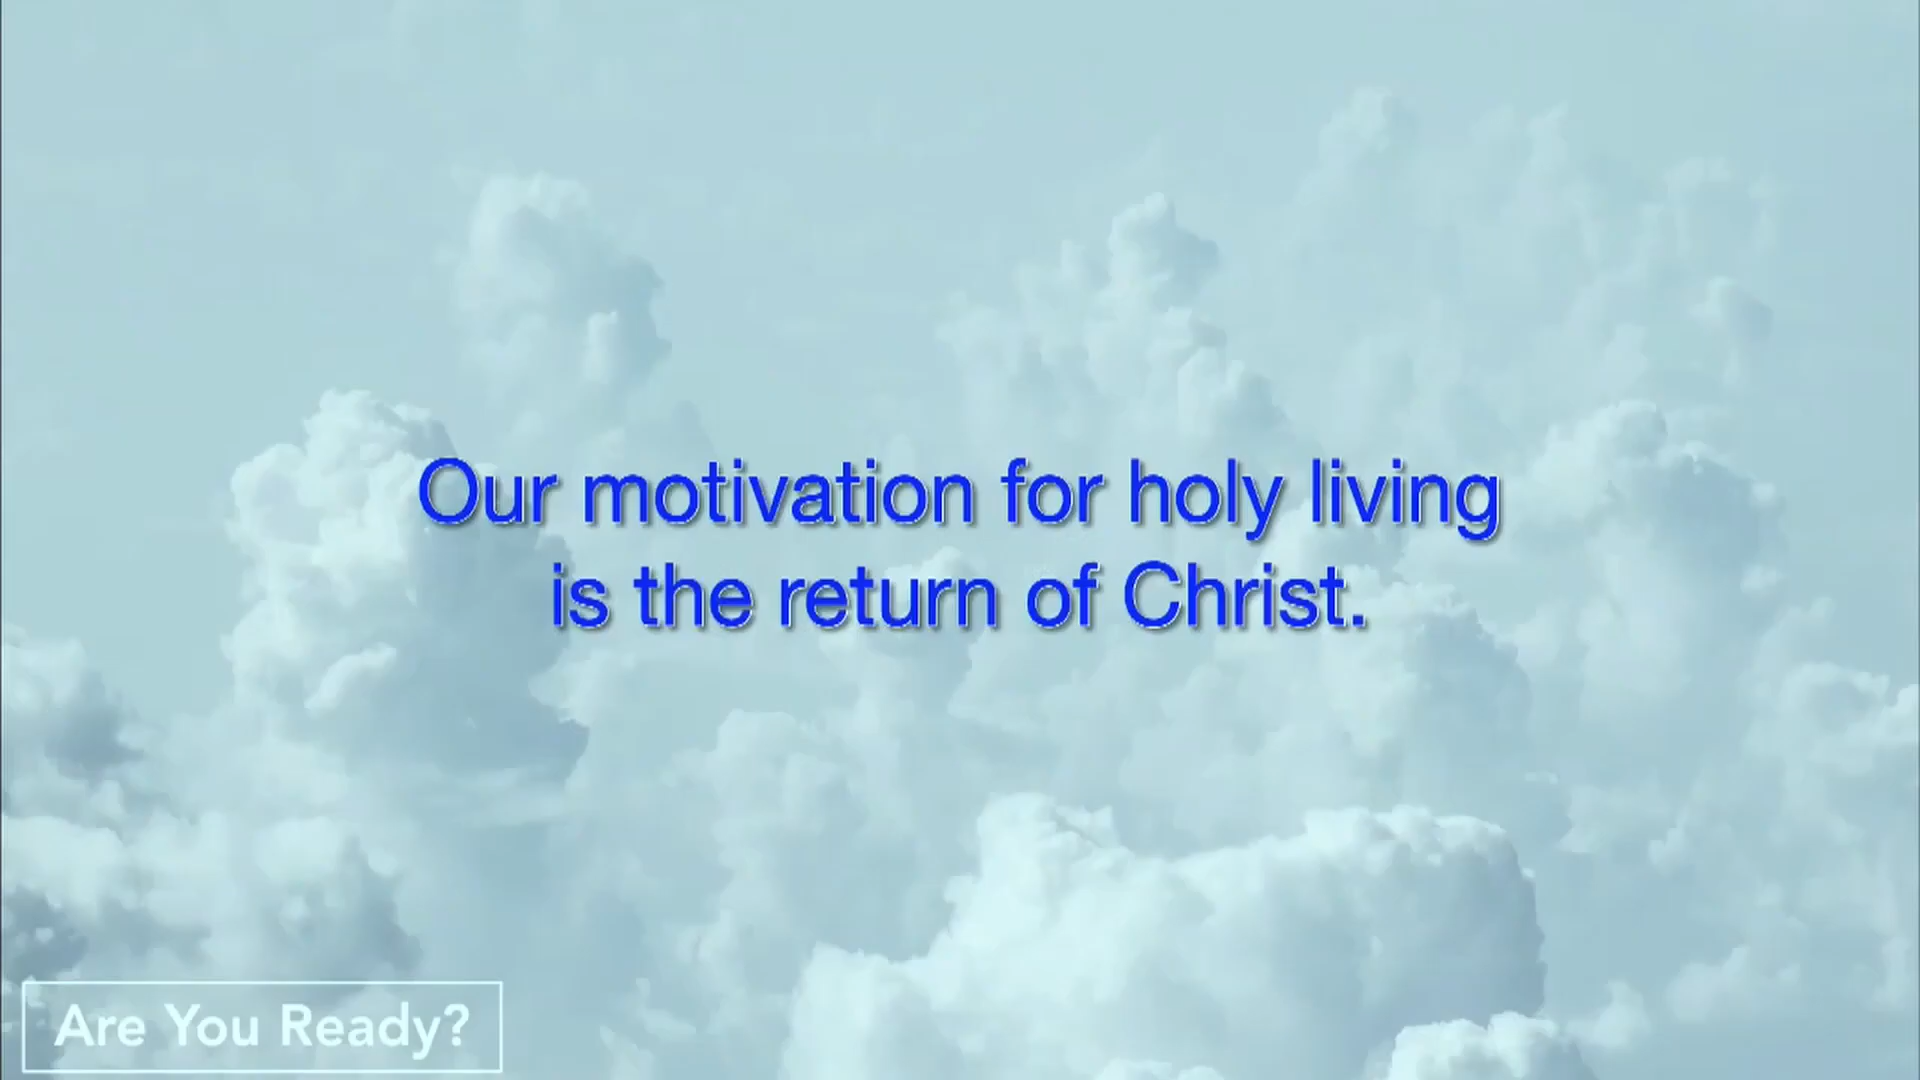 Our motivation for holy living
is the return of Christ.
Are You Ready?